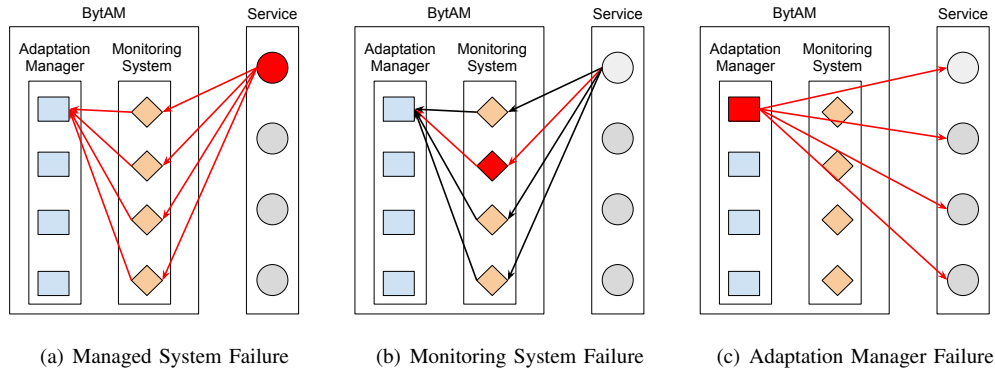 BytAM
Service
Adaptation
Manager
Monitoring
System
(a) Managed System Failure
BytAM
Service
Adaptation
Manager
Monitoring
System
(b) Monitoring System Failure
BytAM
Service
Adaptation
Manager
Monitoring
System
(c) Adaptation Manager Failure